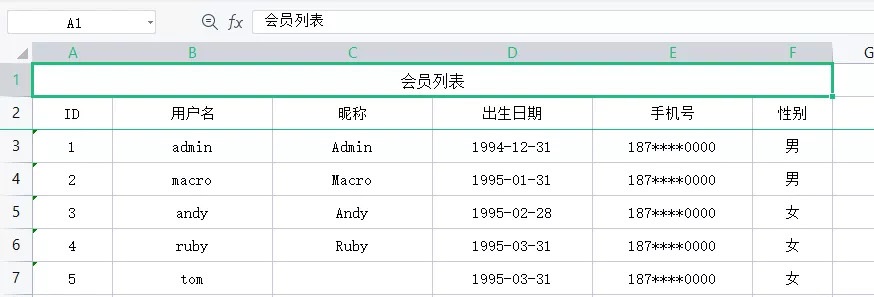 A1 fx 会员列表
A B C D E F G
1 会员列表
2 ID 用户名 昵称 出生日期 手机号 性别
3 1 admin Admin 1994-12-31 187****0000 男
4 2 macro Macro 1995-01-31 187****0000 男
5 3 andy Andy 1995-02-28 187****0000 女
6 4 ruby Ruby 1995-03-31 187****0000 女
7 5 tom 1995-03-31 187****0000 女